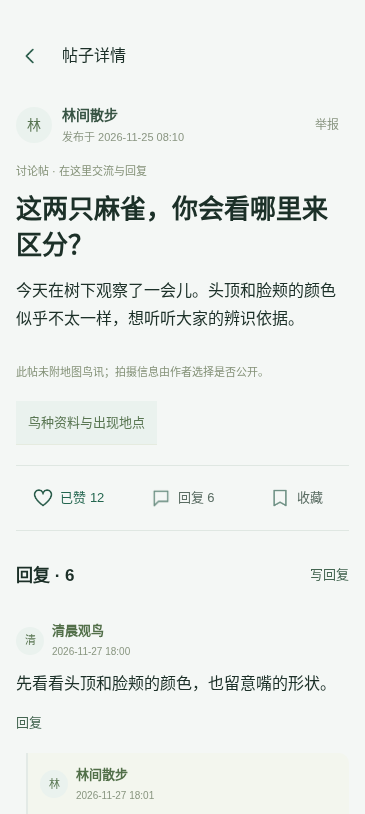 帖子详情
林
林间散步
发布于 2026-11-25 08:10
举报
讨论帖 · 在这里交流与回复
这两只麻雀，你会看哪里来
区分？
今天在树下观察了一会儿。头顶和脸颊的颜色
似乎不太一样，想听听大家的辨识依据。
此帖未附地图鸟讯；拍摄信息由作者选择是否公开。
鸟种资料与出现地点
已赞 12
回复 6
收藏
回复 · 6
写回复
清
清晨观鸟
2026-11-27 18:00
先看看头顶和脸颊的颜色，也留意嘴的形状。
回复
林
林间散步
2026-11-27 18:01